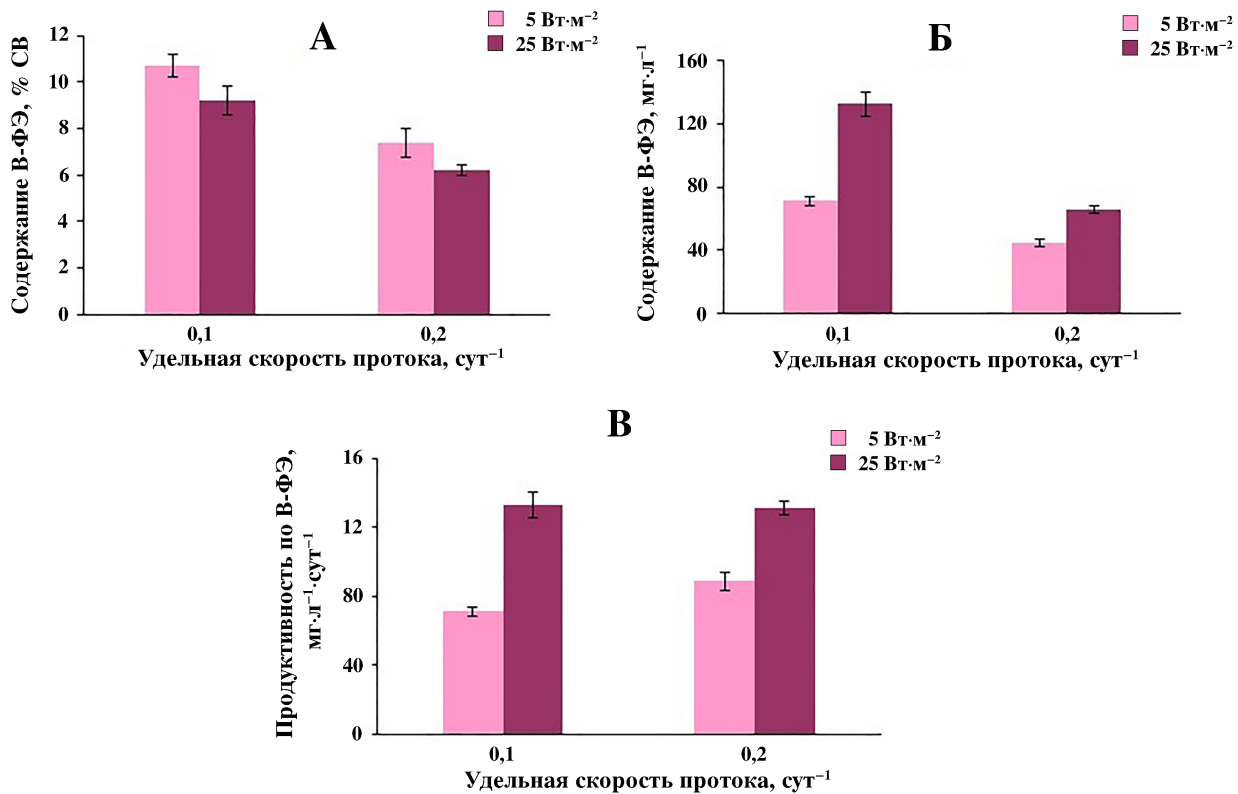 А
5 Вт·м⁻²
25 Вт·м⁻²
Содержание В-ФЭ, % СВ
12
10
8
6
4
2
0
0,1
0,2
Удельная скорость протока, сут⁻¹
Б
5 Вт·м⁻²
25 Вт·м⁻²
Содержание В-ФЭ, мг·л⁻¹
160
120
80
40
0
0,1
0,2
Удельная скорость протока, сут⁻¹
В
5 Вт·м⁻²
25 Вт·м⁻²
Продуктивность по В-ФЭ,
мг·л⁻¹·сут⁻¹
16
12
80
40
0
0,1
0,2
Удельная скорость протока, сут⁻¹